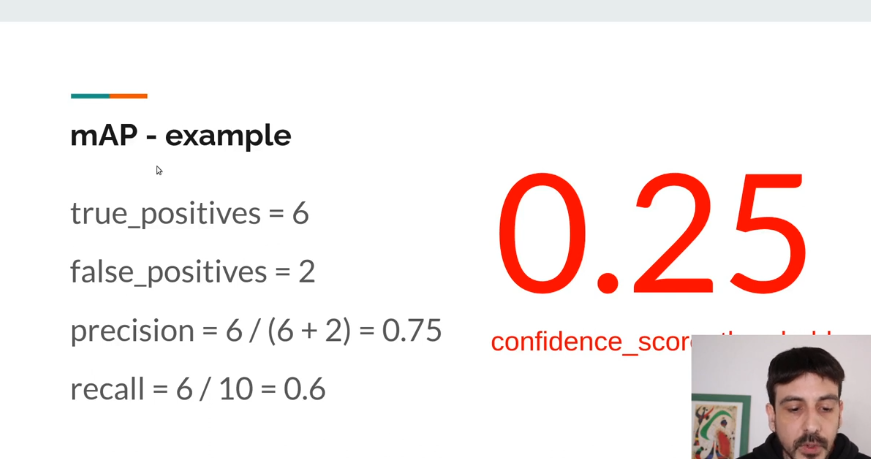 mAP - example
true_positives = 6
false_positives = 2
precision = 6 / (6 + 2) = 0.75
recall = 6 / 10 = 0.6
0.25